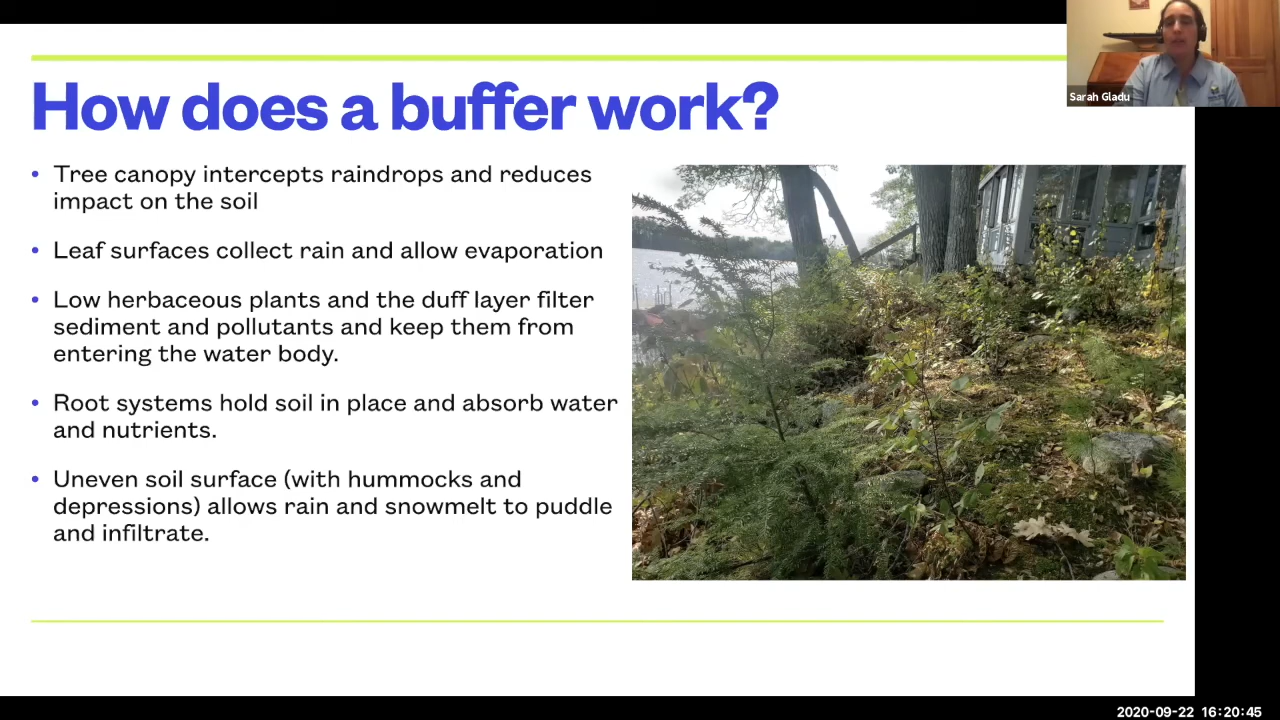 Sarah Gladu
How does a buffer work?
• Tree canopy intercepts raindrops and reduces
impact on the soil
• Leaf surfaces collect rain and allow evaporation
• Low herbaceous plants and the duff layer filter
sediment and pollutants and keep them from
entering the water body.
• Root systems hold soil in place and absorb water
and nutrients.
• Uneven soil surface (with hummocks and
depressions) allows rain and snowmelt to puddle
and infiltrate.
2020-09-22 16:20:45